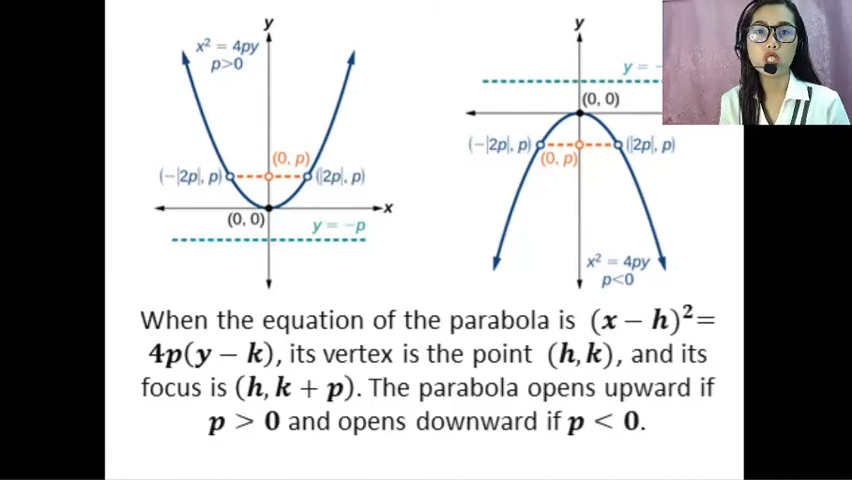 y
x² = 4py
p>0
(0, p)
(−|2p|, p)
(|2p|, p)
x
(0, 0)
y = −p
y
y = −
(0, 0)
(−|2p|, p)
(|2p|, p)
(0, p)
x² = 4py
p<0
When the equation of the parabola is (x − h)²=
4p(y − k), its vertex is the point (h, k), and its
focus is (h, k + p). The parabola opens upward if
p > 0 and opens downward if p < 0.